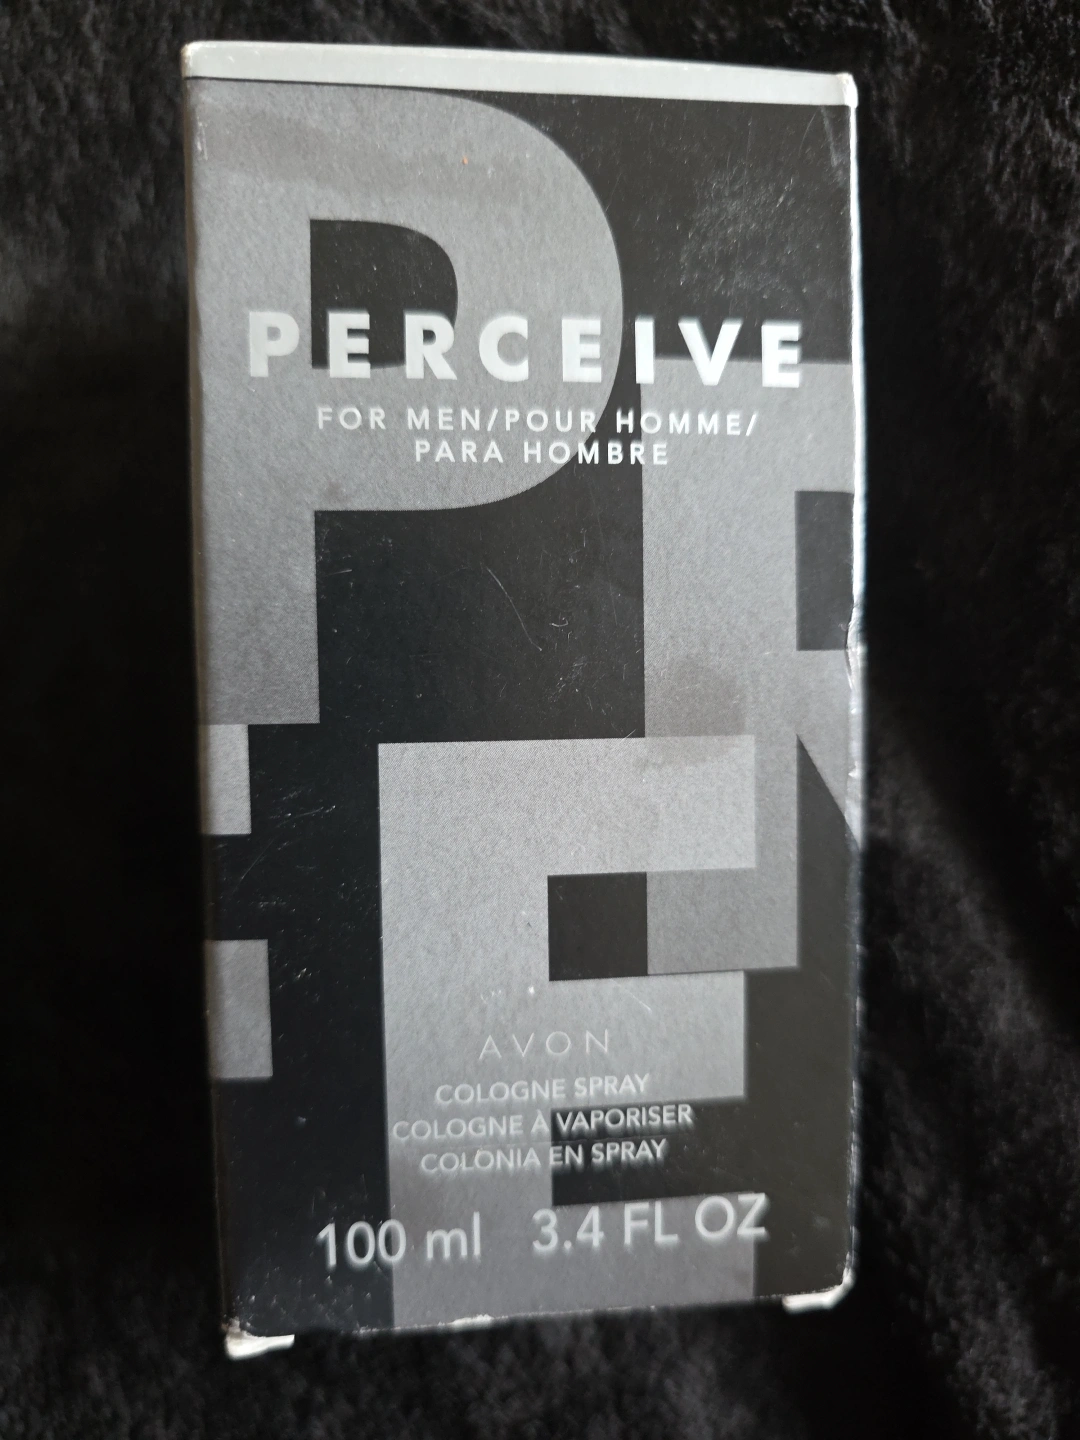 PERCEIVE
FOR MEN/POUR HOMME/
PARA HOMBRE
AVON
COLOGNE SPRAY
COLOGNE À VAPORISER
COLONIA EN SPRAY
100 ml 3.4 FL OZ